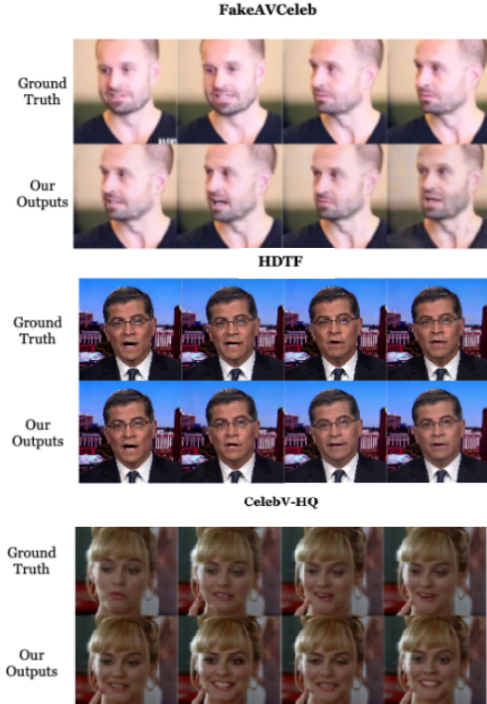 FakeAVCeleb
Ground
Truth
Our
Outputs
HDTF
Ground
Truth
Our
Outputs
CelebV-HQ
Ground
Truth
Our
Outputs